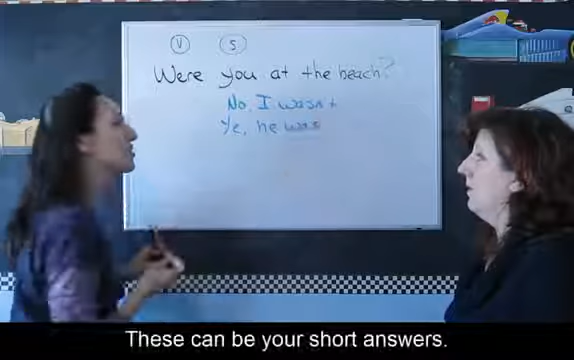 V S
Were you at the beach?
No, I wasn't
Ye, he was
These can be your short answers.